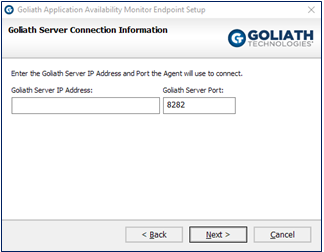 Goliath Application Availability Monitor Endpoint Setup
Goliath Server Connection Information
GOLIATH
TECHNOLOGIES®
Enter the Goliath Server IP Address and Port the Agent will use to connect.
Goliath Server IP Address: Goliath Server Port:
8282
< Back Next > Cancel